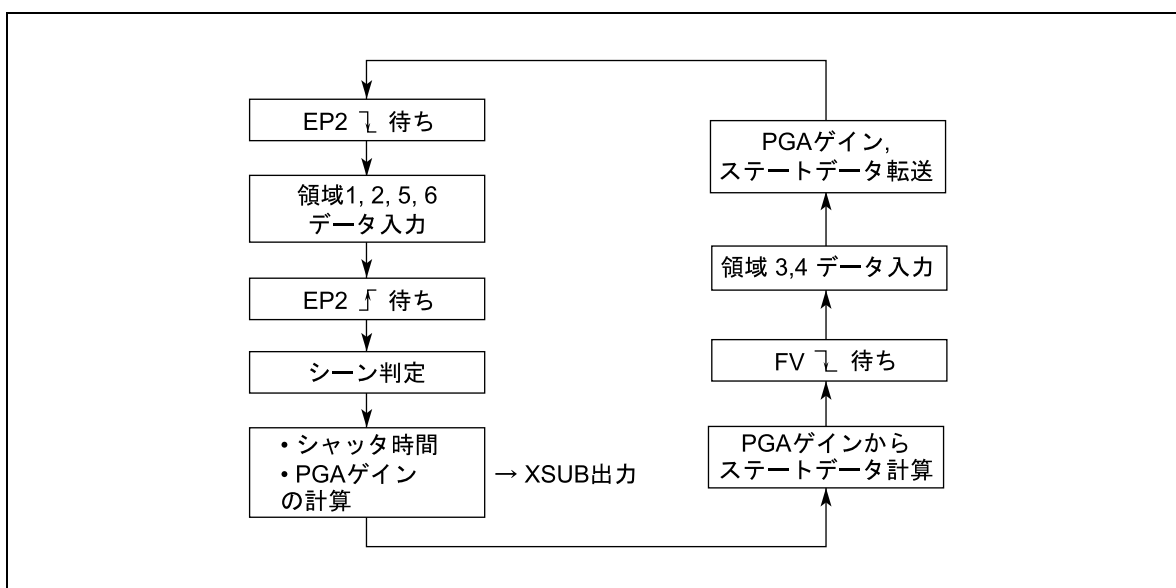 EP2 待ち
領域1, 2, 5, 6
データ入力
EP2 待ち
シーン判定
• シャッタ時間
• PGAゲイン
の計算
→ XSUB出力
PGAゲインから
ステートデータ計算
FV 待ち
領域 3,4 データ入力
PGAゲイン,
ステートデータ転送